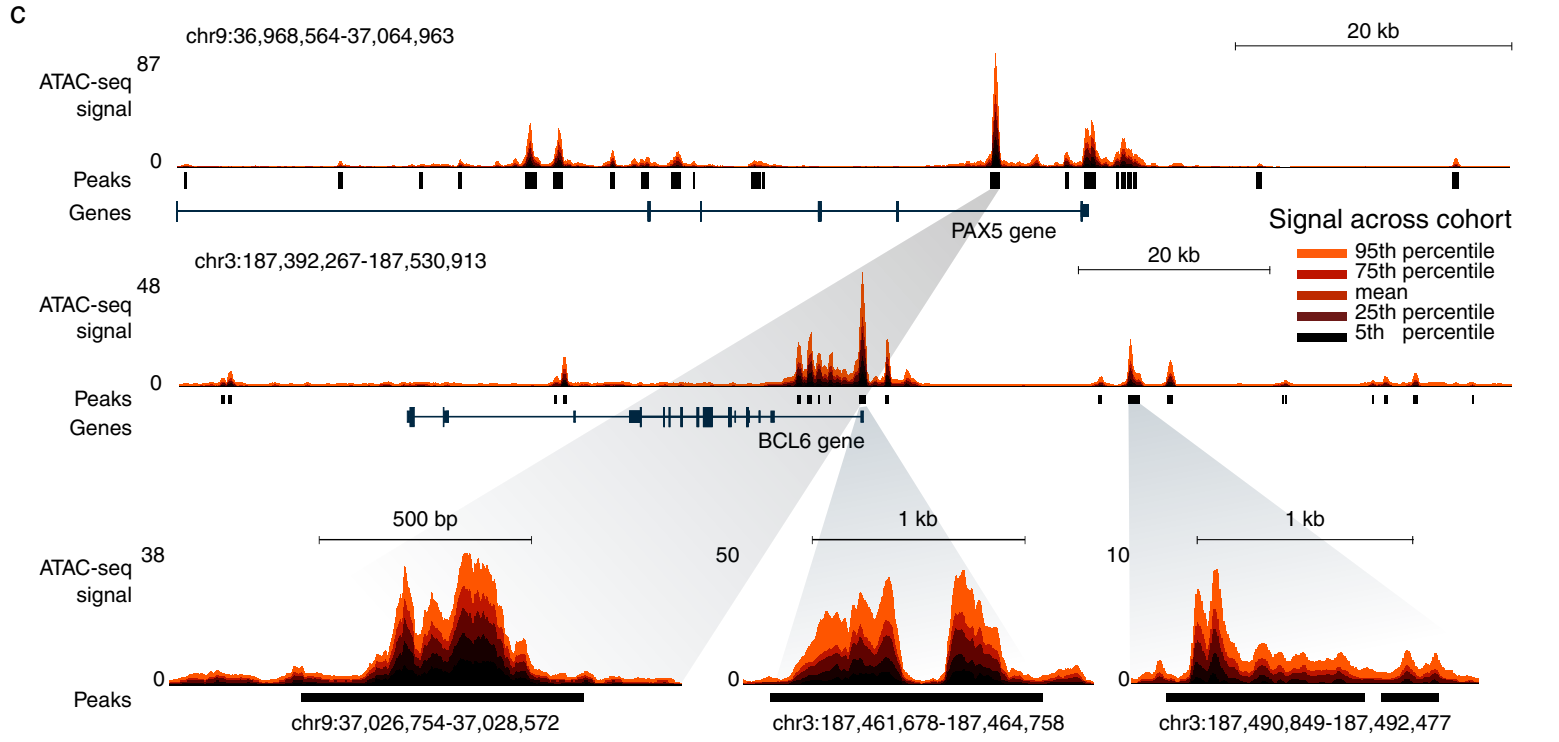 c
chr9:36,968,564-37,064,963
20 kb
87
ATAC-seq
signal
0
Peaks
Genes
PAX5 gene
Signal across cohort
95th percentile
75th percentile
mean
25th percentile
5th percentile
chr3:187,392,267-187,530,913
20 kb
48
ATAC-seq
signal
0
Peaks
Genes
BCL6 gene
500 bp
1 kb
1 kb
38
50
10
ATAC-seq
signal
0
0
0
Peaks
chr9:37,026,754-37,028,572
chr3:187,461,678-187,464,758
chr3:187,490,849-187,492,477